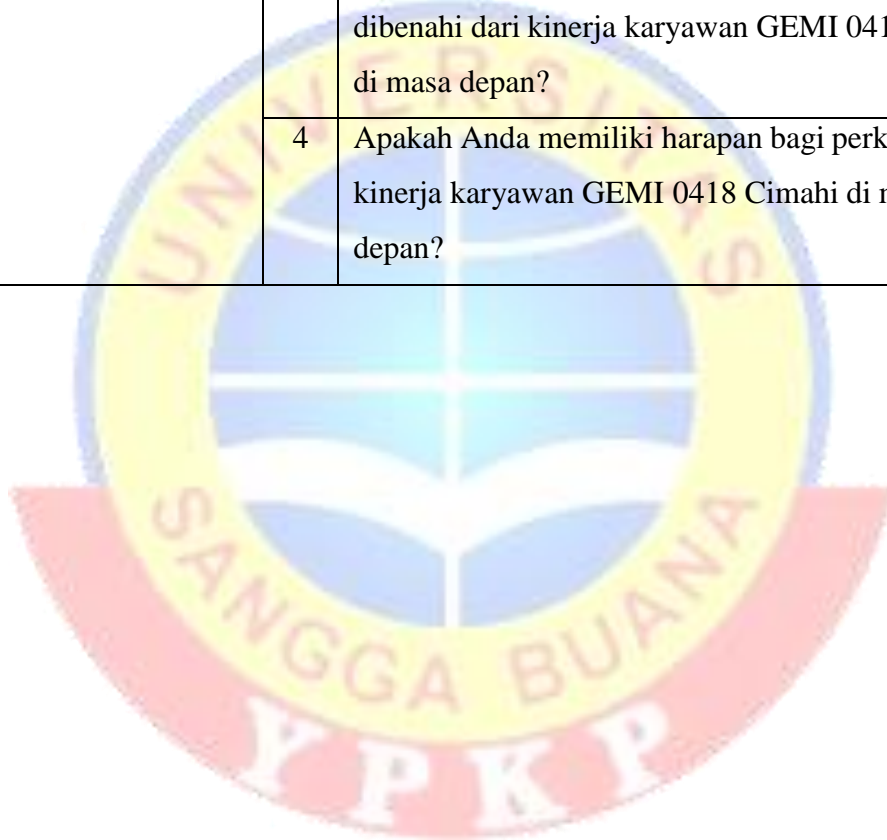 dibenahi dari kinerja karyawan GEMI 041
di masa depan?
4 Apakah Anda memiliki harapan bagi perk
kinerja karyawan GEMI 0418 Cimahi di m
depan?
UNIVERSITAS
SANGGA BUANA
YPKP